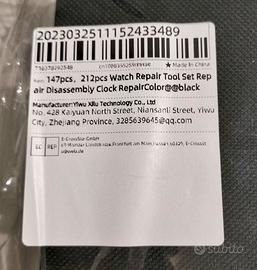 2023032511152433489
★ Made In China
147pcs, 212pcs Watch Repair Tool Set Rep
air Disassembly Clock RepairColor@@black
Manufacturer:Yiwu Xilu Technology Co., Ltd
No. 428 Kaiyuan North Street, Niansanli Street, Yiwu
City, Zhejiang Province, 3285639645@qq.com
EC REP
E-Crosstu GmbH
subito